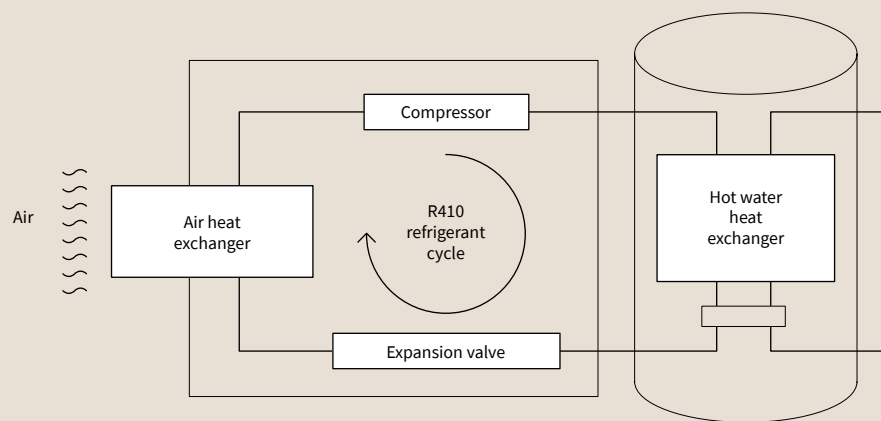 Compressor
Air
Air heat
exchanger
R410
refrigerant
cycle
Hot water
heat
exchanger
Expansion valve